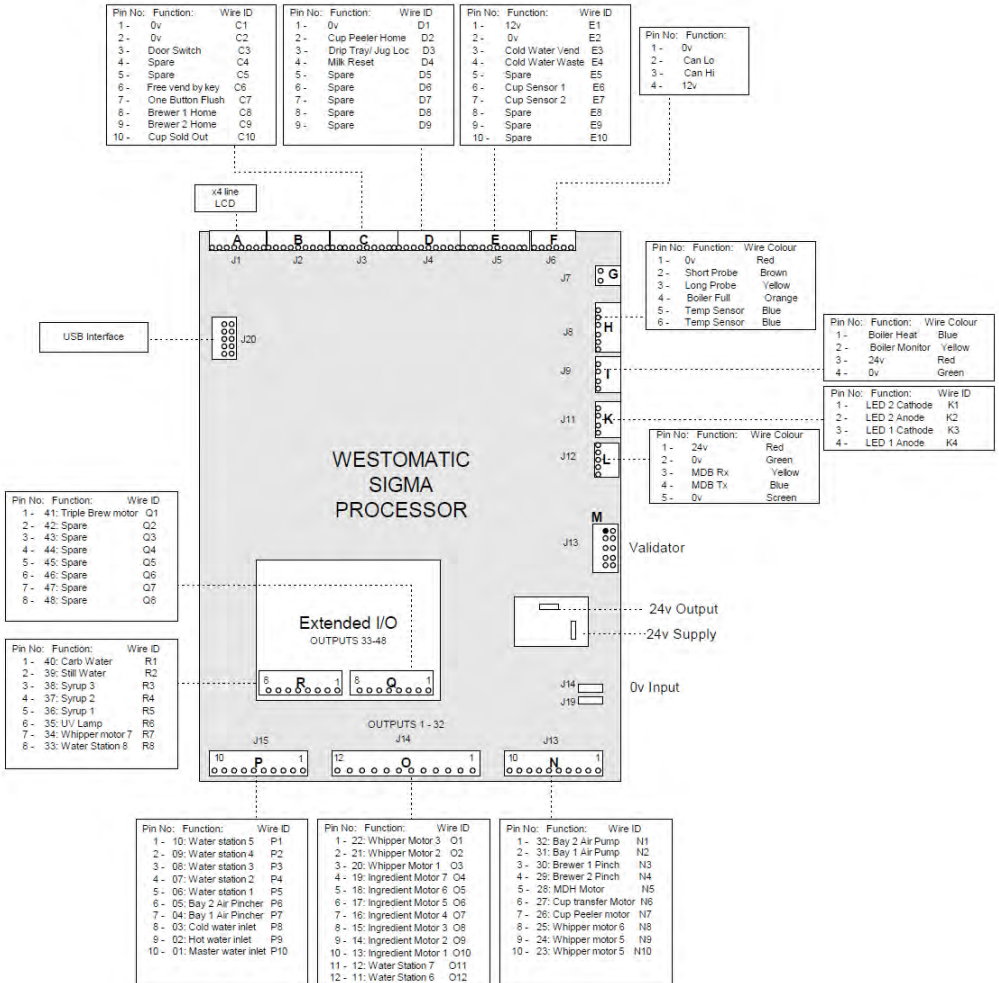 Pin No: Function: Wire ID
1 - 0v C1
2 - 0v C2
3 - Door Switch C3
4 - Spare C4
5 - Spare C5
6 - Free vend by key C6
7 - One Button Flush C7
8 - Brewer 1 Home C8
9 - Brewer 2 Home C9
10 - Cup Sold Out C10
Pin No: Function: Wire ID
1 - 0v D1
2 - Cup Peeler Home D2
3 - Drip Tray/ Jug Loc D3
4 - Milk Reset D4
5 - Spare D5
6 - Spare D6
7 - Spare D7
8 - Spare D8
9 - Spare D9
Pin No: Function: Wire ID
1 - 12v E1
2 - 0v E2
3 - Cold Water Vend E3
4 - Cold Water Waste E4
5 - Spare E5
6 - Cup Sensor 1 E6
7 - Cup Sensor 2 E7
8 - Spare E8
9 - Spare E9
10 - Spare E10
Pin No: Function:
1 - 0v
2 - Can Lo
3 - Can Hi
4 - 12v
x4 line
LCD
A B C D E F
J1 J2 J3 J4 J5 J6
J7 G
Pin No: Function: Wire Colour
1 - 0v Red
2 - Short Probe Brown
3 - Long Probe Yellow
4 - Boiler Full Orange
5 - Temp Sensor Blue
6 - Temp Sensor Blue
USB Interface
J20
J8 H
Pin No: Function: Wire Colour
1 - Boiler Heat Blue
2 - Boiler Monitor Yellow
3 - 24v Red
4 - 0v Green
J9 I
Pin No: Function: Wire ID
1 - LED 2 Cathode K1
2 - LED 2 Anode K2
3 - LED 1 Cathode K3
4 - LED 1 Anode K4
J11 K
Pin No: Function: Wire Colour
1 - 24v Red
2 - 0v Green
3 - MDB Rx Yellow
4 - MDB Tx Blue
5 - 0v Screen
J12 L
WESTOMATIC
SIGMA
PROCESSOR
M
J13
Validator
Pin No: Function: Wire ID
1 - 41: Triple Brew motor Q1
2 - 42: Spare Q2
3 - 43: Spare Q3
4 - 44: Spare Q4
5 - 45: Spare Q5
6 - 46: Spare Q6
7 - 47: Spare Q7
8 - 48: Spare Q8
24v Output
24v Supply
Extended I/O
OUTPUTS 33-48
8 R 1 8 Q 1
Pin No: Function: Wire ID
1 - 40: Carb Water R1
2 - 39: Still Water R2
3 - 38: Syrup 3 R3
4 - 37: Syrup 2 R4
5 - 36: Syrup 1 R5
6 - 35: UV Lamp R6
7 - 34: Whipper motor 7 R7
8 - 33: Water Station 8 R8
J14
J19
0v Input
OUTPUTS 1 - 32
J15 J14 J13
10 P 1 12 O 1 10 N 1
Pin No: Function: Wire ID
1 - 10: Water station 5 P1
2 - 09: Water station 4 P2
3 - 08: Water station 3 P3
4 - 07: Water station 2 P4
5 - 06: Water station 1 P5
6 - 05: Bay 2 Air Pincher P6
7 - 04: Bay 1 Air Pincher P7
8 - 03: Cold water inlet P8
9 - 02: Hot water inlet P9
10 - 01: Master water inlet P10
Pin No: Function: Wire ID
1 - 22: Whipper Motor 3 O1
2 - 21: Whipper Motor 2 O2
3 - 20: Whipper Motor 1 O3
4 - 19: Ingredient Motor 7 O4
5 - 18: Ingredient Motor 6 O5
6 - 17: Ingredient Motor 5 O6
7 - 16: Ingredient Motor 4 O7
8 - 15: Ingredient Motor 3 O8
9 - 14: Ingredient Motor 2 O9
10 - 13: Ingredient Motor 1 O10
11 - 12: Water Station 7 O11
12 - 11: Water Station 6 O12
Pin No: Function: Wire ID
1 - 32: Bay 2 Air Pump N1
2 - 31: Bay 1 Air Pump N2
3 - 30: Brewer 1 Pinch N3
4 - 29: Brewer 2 Pinch N4
5 - 28: MDH Motor N5
6 - 27: Cup transfer Motor N6
7 - 26: Cup Peeler motor N7
8 - 25: Whipper motor 6 N8
9 - 24: Whipper motor 5 N9
10 - 23: Whipper motor 5 N10